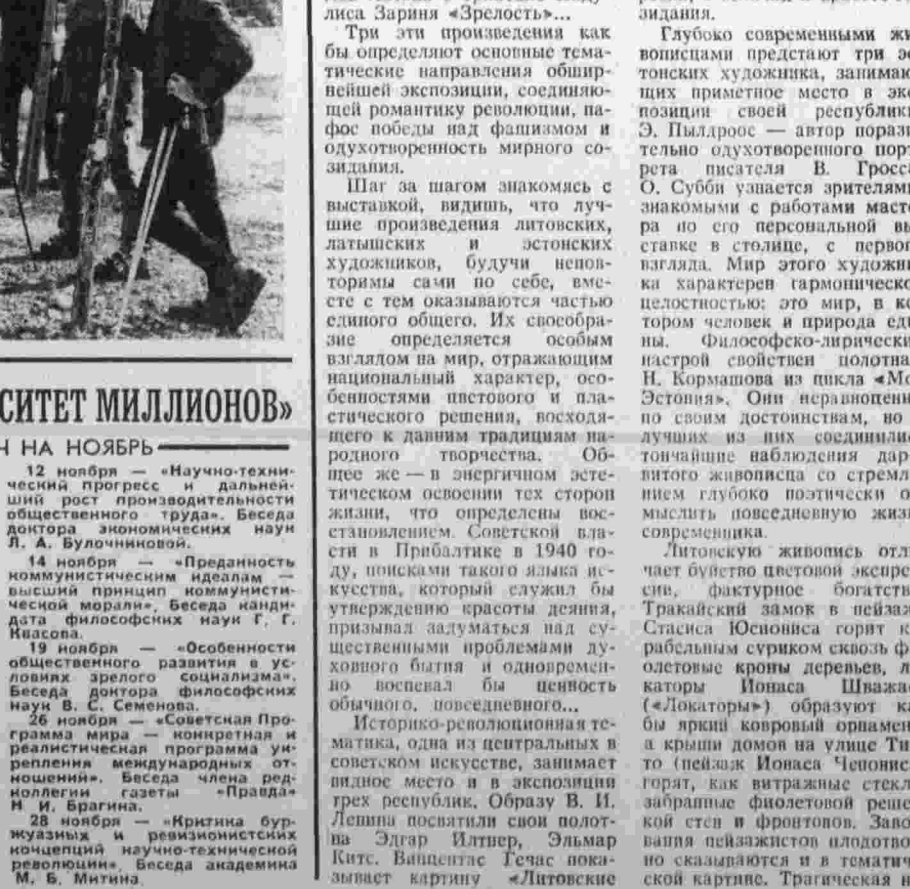 СИТЕТ МИЛЛИОНОВ»
НА НОЯБРЬ
12 ноября — «Научно-техни-
ческий прогресс и дальней-
ший рост производительности
общественного труда». Беседа
доктора экономических наук
Л. А. Булочниковой.
14 ноября — «Преданность
коммунистическим идеалам —
высший принцип коммунисти-
ческой морали». Беседа канди-
дата философских наук Г. Г.
Квасова.
19 ноября — «Особенности
общественного развития в ус-
ловиях зрелого социализма».
Беседа доктора философских
наук В. С. Семенова.
26 ноября — «Советская Про-
грамма мира — конкретная и
реалистическая программа ук-
репления международных от-
ношений». Беседа члена ред-
коллегии газеты «Правда»
Н. И. Брагина.
28 ноября — «Критика бур-
жуазных и ревизионистских
концепций научно-технической
революции». Беседа академика
М. Б. Митина.
лиса Зариня «Зрелость»...
Три эти произведения как
бы определяют основные тема-
тические направления обшир-
нейшей экспозиции, соединяю-
щей романтику революции, па-
фос победы над фашизмом и
одухотворенность мирного со-
зидания.
Шаг за шагом знакомясь с
выставкой, видишь, что луч-
шие произведения литовских,
латышских и эстонских
художников, будучи непов-
торимы сами по себе, вме-
сте с тем оказываются частью
единого общего. Их своеобра-
зие определяется особым
взглядом на мир, отражающим
национальный характер, осо-
бенностями цветового и пла-
стического решения, восходя-
щего к давним традициям на-
родного творчества. Об-
щее же — в энергичном эсте-
тическом освоении тех сторон
жизни, что определены вос-
становлением Советской вла-
сти в Прибалтике в 1940 го-
ду, поисками такого языка ис-
кусства, который служил бы
утверждению красоты деяния,
призывал задуматься над су-
щественными проблемами ду-
ховного бытия и одновремен-
но воспевал бы ценность
обычного, повседневного...
Историко-революционная те-
матика, одна из центральных в
советском искусстве, занимает
видное место и в экспозиции
трех республик. Образу В. И.
Ленина посвятили свои полот-
на Эдгар Илтнер, Эльмар
Китс. Винцентас Гечас пока-
зывает картину «Литовские
зидания.
Глубоко современными жи
вописцами предстают три эс
тонских художника, занимаю
щих приметное место в экс
позиции своей республики
Э. Пылдроос — автор порази
тельно одухотворенного порт
рета писателя В. Гросса
О. Субби узнается зрителями
знакомыми с работами масте
ра по его персональной вы
ставке в столице, с первого
взгляда. Мир этого художни
ка характерен гармоническо
целостностью: это мир, в ко
тором человек и природа еди
ны. Философско-лирически
настрой свойствен полотна
Н. Кормашова из цикла «Мо
Эстония». Они неравноценн
по своим достоинствам, но
лучших из них соединили
тончайшие наблюдения дар
витого живописца со стремл
нием глубоко поэтически о
мыслить повседневную жизн
современника.
Литовскую живопись отл
чает буйство цветовой экспре
сии, фактурное богатств
Тракайский замок в пейзаж
Стасиса Юсиониса горит к
рабельным суриком сквозь ф
олетовые кроны деревьев, л
каторы Ионаса Шважа
(«Локаторы») образуют ка
бы яркий ковровый орнамен
а крыши домов на улице Ти
то (пейзаж Ионаса Чепонис
горят, как витражные стекл
забранные фиолетовой реше
кой стен и фронтонов. Заво
вания пейзажистов плодотво
но сказываются и в тематич
ской картине. Трагическая н